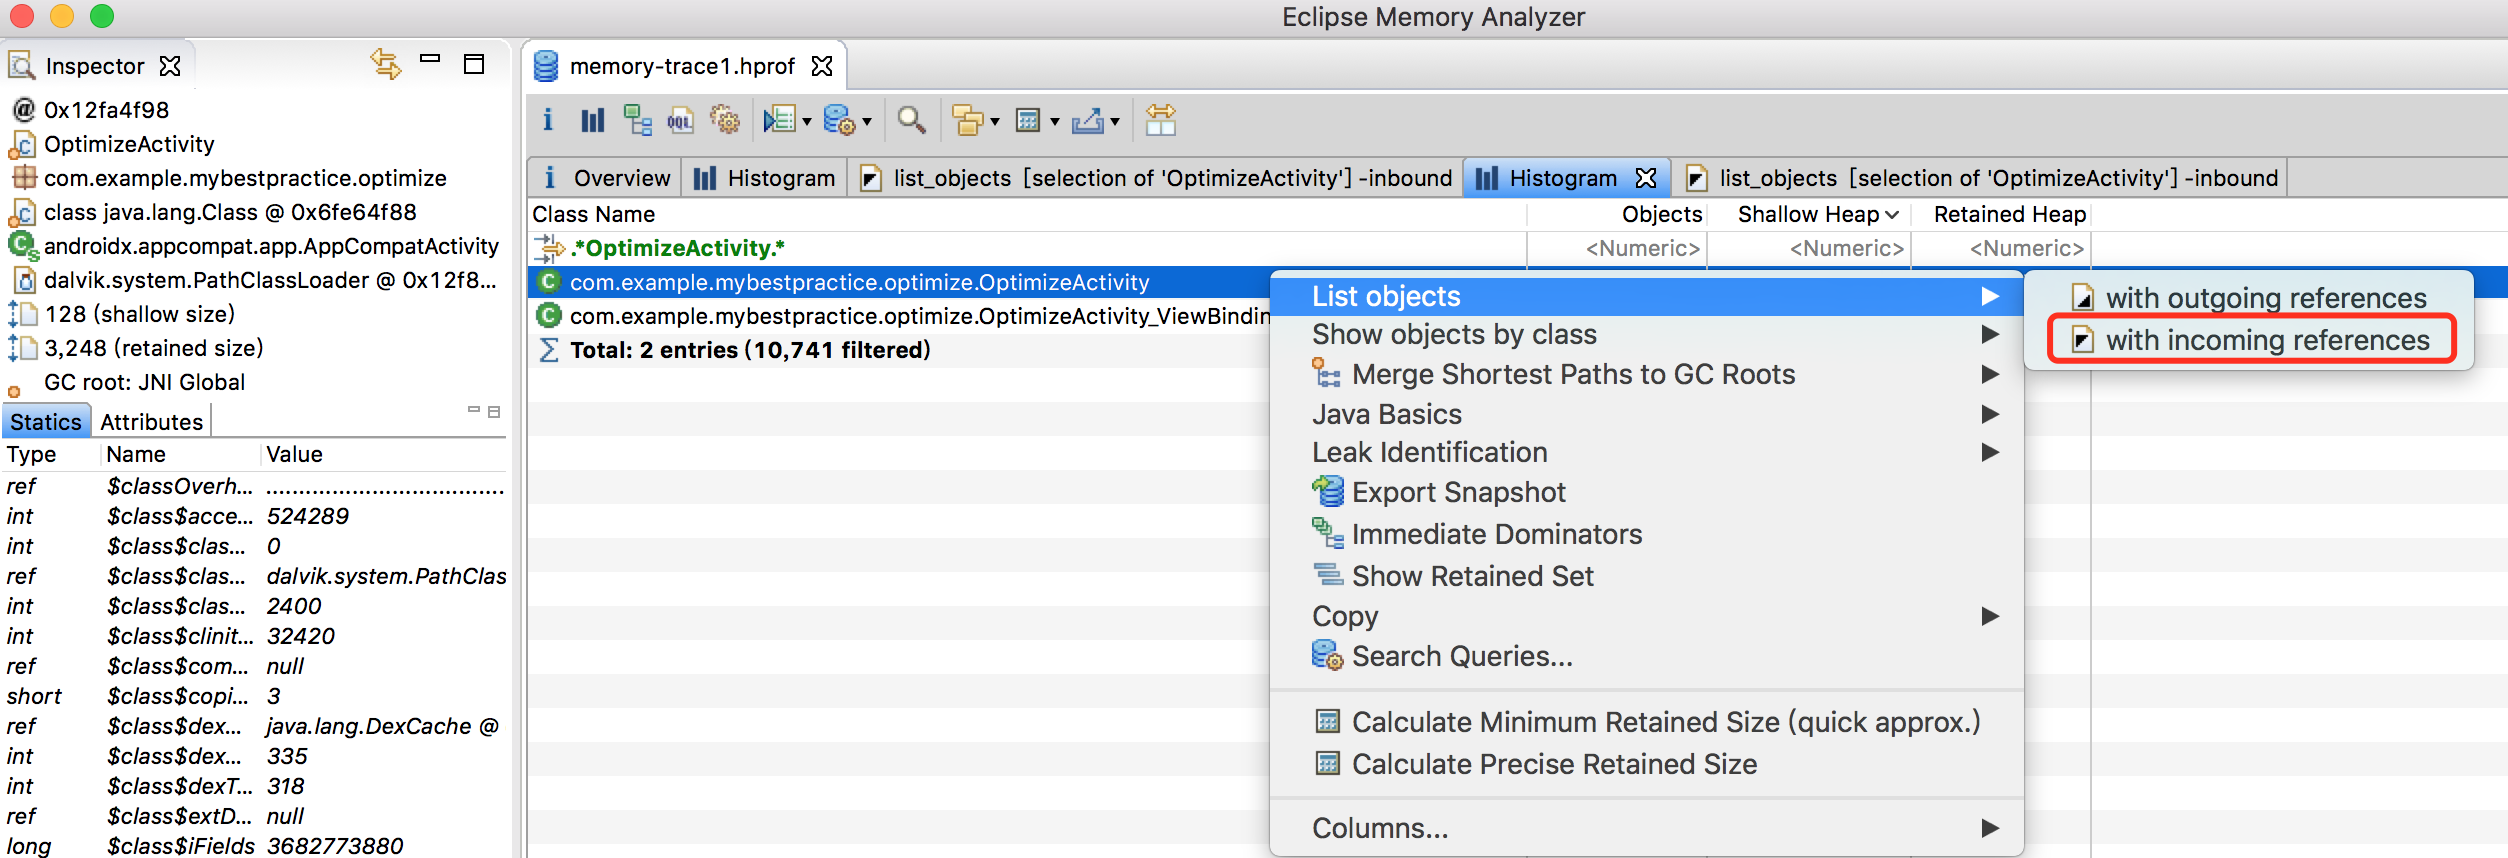 Eclipse Memory Analyzer
Inspector
memory-trace1.hprof
@ 0x12fa4f98
OptimizeActivity
com.example.mybestpractice.optimize
class java.lang.Class @ 0x6fe64f88
androidx.appcompat.app.AppCompatActivity
dalvik.system.PathClassLoader @ 0x12f8...
128 (shallow size)
3,248 (retained size)
GC root: JNI Global
Statics Attributes
Type Name Value
ref $classOverh... ....................................
int $class$acce... 524289
int $class$clas... 0
ref $class$clas... dalvik.system.PathClas
int $class$clas... 2400
int $class$clinit... 32420
ref $class$com... null
short $class$copi... 3
ref $class$dex... java.lang.DexCache @
int $class$dex... 335
int $class$dexT... 318
ref $class$extD... null
long $class$iFields 3682773880
i OQL
i Overview Histogram list_objects [selection of 'OptimizeActivity'] -inbound Histogram list_objects [selection of 'OptimizeActivity'] -inbound
Class Name Objects Shallow Heap Retained Heap
.*OptimizeActivity.* <Numeric> <Numeric> <Numeric>
C com.example.mybestpractice.optimize.OptimizeActivity
C com.example.mybestpractice.optimize.OptimizeActivity_ViewBindin
Σ Total: 2 entries (10,741 filtered)
List objects
Show objects by class
Merge Shortest Paths to GC Roots
Java Basics
Leak Identification
Export Snapshot
Immediate Dominators
Show Retained Set
Copy
Search Queries...
Calculate Minimum Retained Size (quick approx.)
Calculate Precise Retained Size
Columns...
with outgoing references
with incoming references